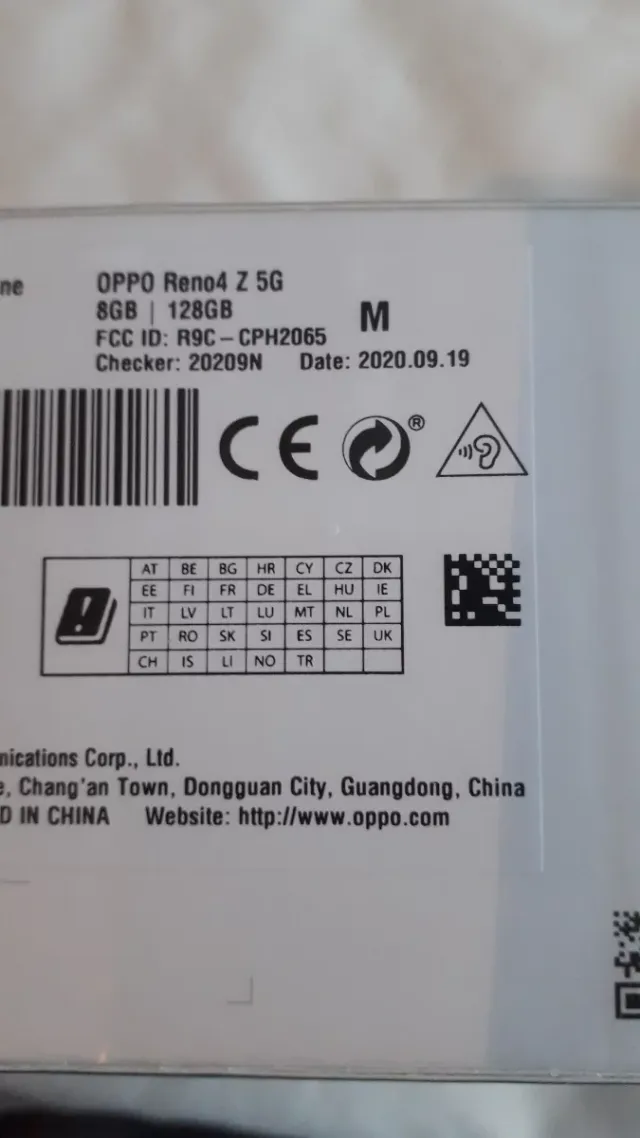 ne
OPPO Reno4 Z 5G
8GB | 128GB
M
FCC ID: R9C-CPH2065
Checker: 20209N Date: 2020.09.19
CE ®
AT BE BG HR CY CZ DK
EE FI FR DE EL HU IE
IT LV LT LU MT NL PL
PT RO SK SI ES SE UK
CH IS LI NO TR
nications Corp., Ltd.
e, Chang'an Town, Dongguan City, Guangdong, China
D IN CHINA Website: http://www.oppo.com